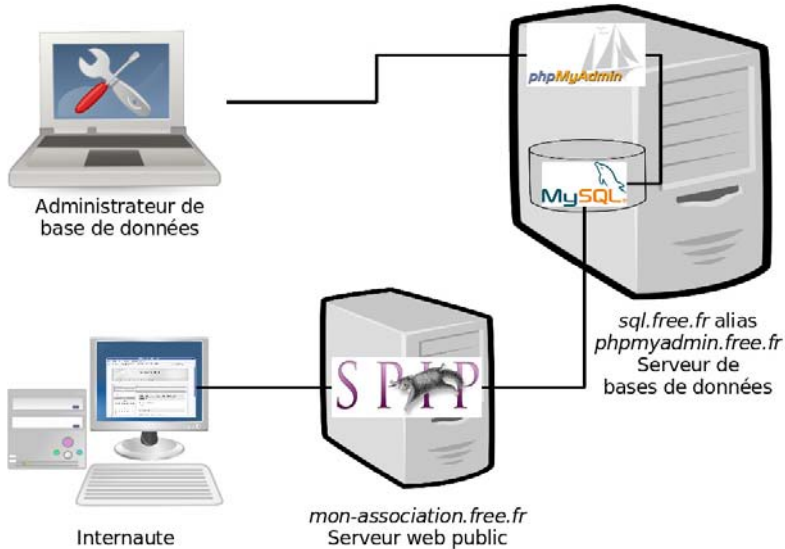 phpMyAdmin
MySQL
Administrateur de
base de données
sql.free.fr alias
phpmyadmin.free.fr
Serveur de
bases de données
SPIP
mon-association.free.fr
Serveur web public
Internaute